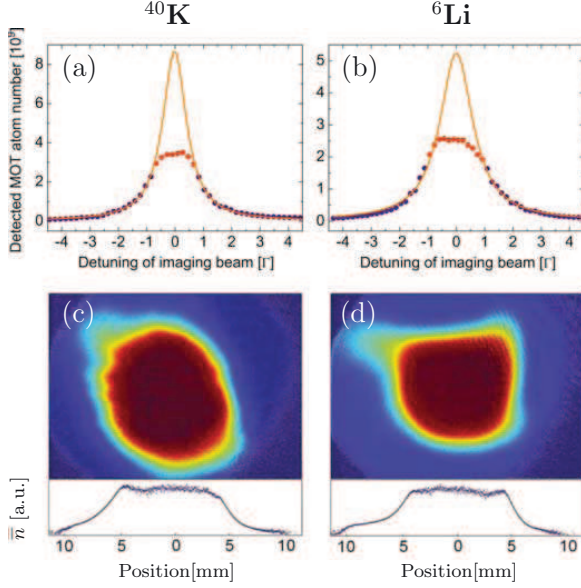 ⁴⁰K ⁶Li
Detected MOT atom number [10⁹]
(a) (b)
8
6
4
2
0
5
4
3
2
1
0
-4 -3 -2 -1 0 1 2 3 4
-4 -3 -2 -1 0 1 2 3 4
Detuning of imaging beam [Γ] Detuning of imaging beam [Γ]
(c) (d)
n̿ [a.u.]
10 5 0 5 10 10 5 0 5 10
Position[mm] Position[mm]